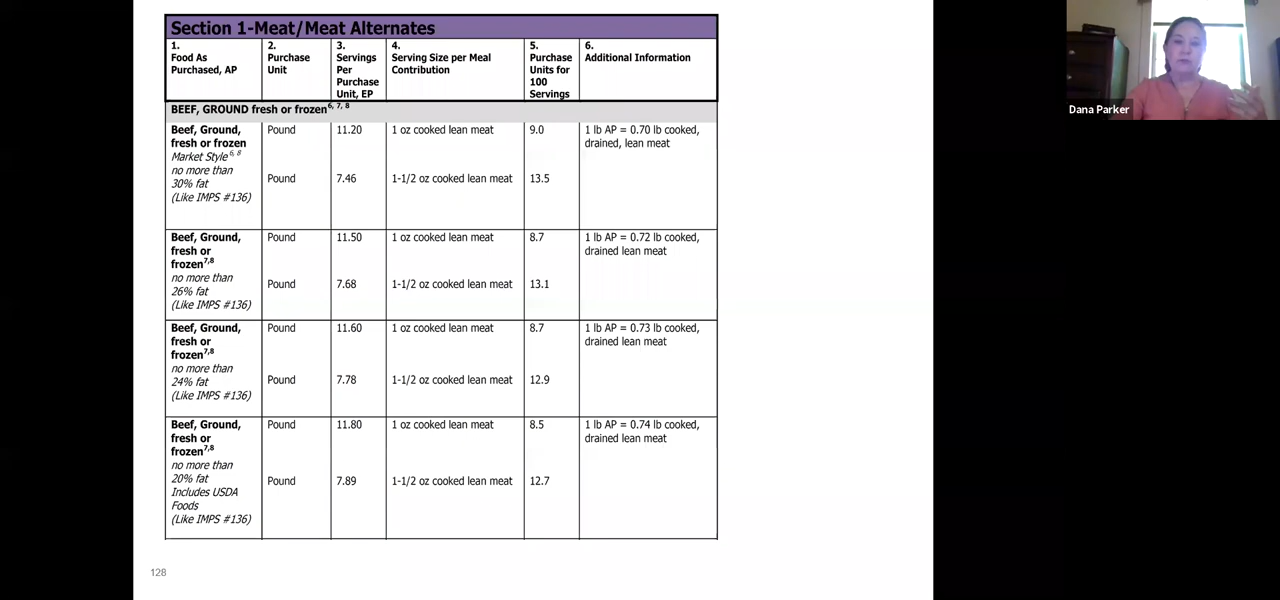 Section 1-Meat/Meat Alternates
1.
Food As
Purchased, AP
2.
Purchase
Unit
3.
Servings
Per
Purchase
Unit, EP
4.
Serving Size per Meal
Contribution
5.
Purchase
Units for
100
Servings
6.
Additional Information
BEEF, GROUND fresh or frozen6, 7, 8
Beef, Ground,
fresh or frozen
Market Style 6, 8
no more than
30% fat
(Like IMPS #136)
Pound
11.20
1 oz cooked lean meat
9.0
1 lb AP = 0.70 lb cooked,
drained, lean meat
Pound
7.46
1-1/2 oz cooked lean meat
13.5
Beef, Ground,
fresh or
frozen7,8
no more than
26% fat
(Like IMPS #136)
Pound
11.50
1 oz cooked lean meat
8.7
1 lb AP = 0.72 lb cooked,
drained lean meat
Pound
7.68
1-1/2 oz cooked lean meat
13.1
Beef, Ground,
fresh or
frozen7,8
no more than
24% fat
(Like IMPS #136)
Pound
11.60
1 oz cooked lean meat
8.7
1 lb AP = 0.73 lb cooked,
drained lean meat
Pound
7.78
1-1/2 oz cooked lean meat
12.9
Beef, Ground,
fresh or
frozen7,8
no more than
20% fat
Includes USDA
Foods
(Like IMPS #136)
Pound
11.80
1 oz cooked lean meat
8.5
1 lb AP = 0.74 lb cooked,
drained lean meat
Pound
7.89
1-1/2 oz cooked lean meat
12.7
128
Dana Parker